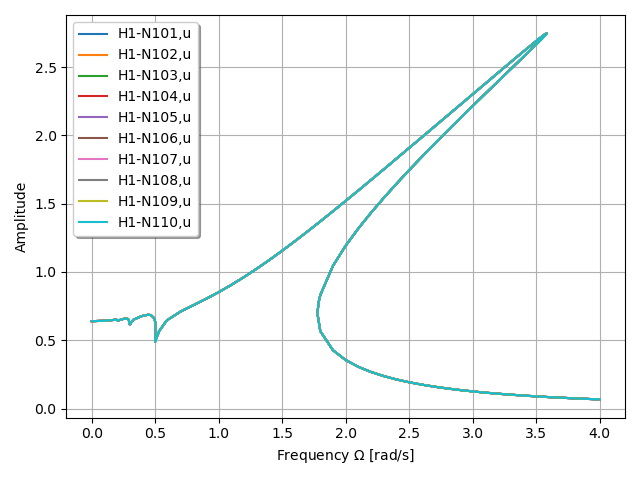 H1-N101,u
H1-N102,u
H1-N103,u
H1-N104,u
H1-N105,u
H1-N106,u
H1-N107,u
H1-N108,u
H1-N109,u
H1-N110,u
Amplitude
2.5
2.0
1.5
1.0
0.5
0.0
0.0 0.5 1.0 1.5 2.0 2.5 3.0 3.5 4.0
Frequency Ω [rad/s]